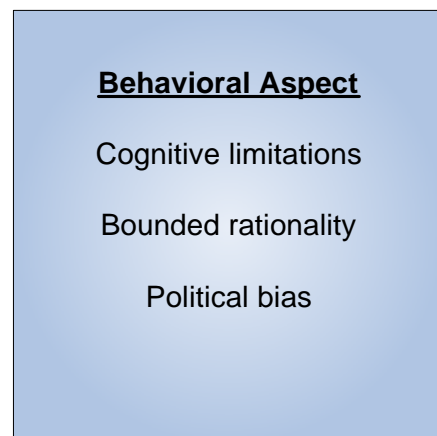 Behavioral Aspect
Cognitive limitations
Bounded rationality
Political bias